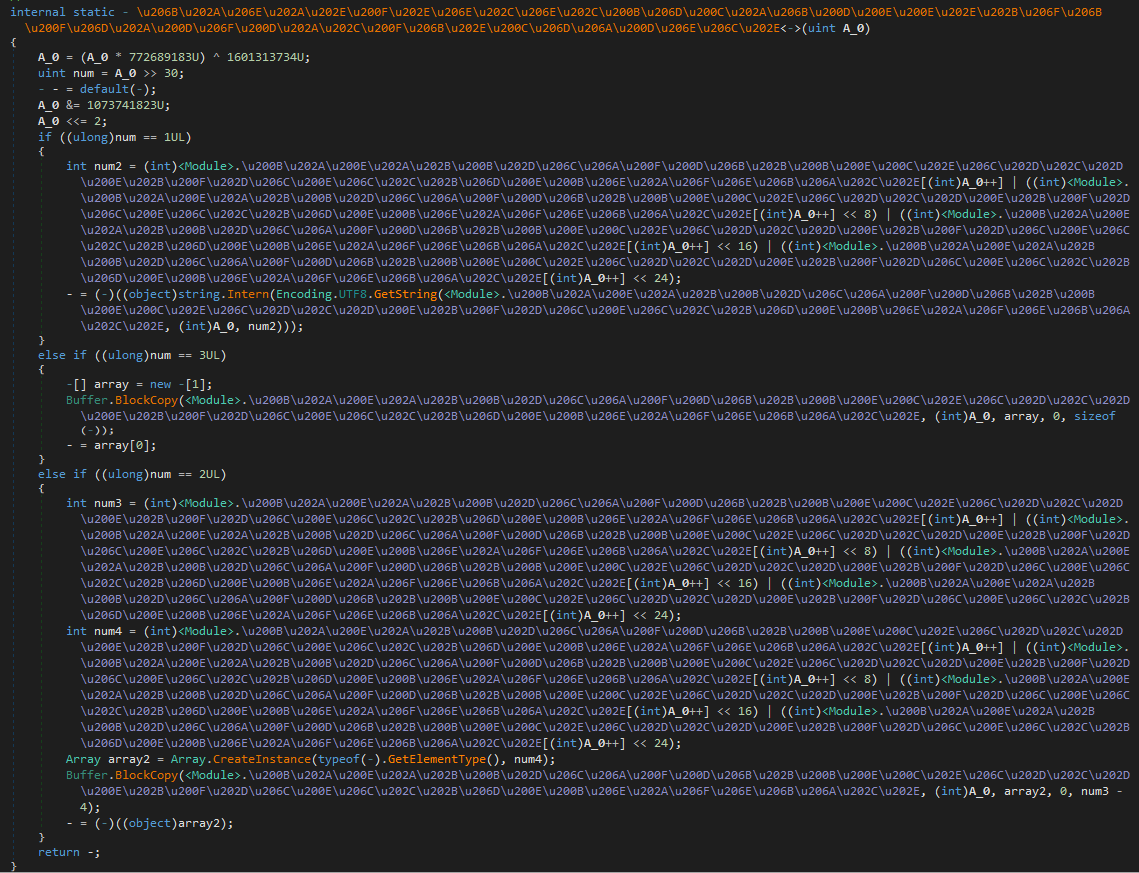 internal static - \u206B\u202A\u206E\u202A\u202E\u200F\u202E\u206E\u202C\u206E\u202C\u200B\u206D\u200C\u202A\u206B\u200D\u200E\u200E\u202E\u202B\u206F\u206B
\u200F\u206D\u202A\u200D\u206F\u200D\u202A\u202C\u200F\u206B\u202E\u200C\u206D\u206A\u200D\u206E\u206C\u202E<->(uint A_0)
{
A_0 = (A_0 * 772689183U) ^ 1601313734U;
uint num = A_0 >> 30;
- - = default(-);
A_0 &= 1073741823U;
A_0 <<= 2;
if ((ulong)num == 1UL)
{
int num2 = (int)<Module>.\u200B\u202A\u200E\u202A\u202B\u200B\u202D\u206C\u206A\u200F\u200D\u206B\u202B\u200B\u200E\u200C\u202E\u206C\u202D\u202C\u202D
\u200E\u202B\u200F\u202D\u206C\u200E\u206C\u202C\u202B\u206D\u200E\u200B\u206E\u202A\u206F\u206E\u206B\u206A\u202C\u202E[(int)A_0++] | ((int)<Module>.
\u200B\u202A\u200E\u202A\u202B\u200B\u202D\u206C\u206A\u200F\u200D\u206B\u202B\u200B\u200E\u200C\u202E\u206C\u202D\u202C\u202D\u200E\u202B\u200F\u202D
\u206C\u200E\u206C\u202C\u202B\u206D\u200E\u200B\u206E\u202A\u206F\u206E\u206B\u206A\u202C\u202E[(int)A_0++] << 8) | ((int)<Module>.\u200B\u202A\u200E
\u202A\u202B\u200B\u202D\u206C\u206A\u200F\u200D\u206B\u202B\u200B\u200E\u200C\u202E\u206C\u202D\u202C\u202D\u200E\u202B\u200F\u202D\u206C\u200E\u206C
\u202C\u202B\u206D\u200E\u200B\u206E\u202A\u206F\u206E\u206B\u206A\u202C\u202E[(int)A_0++] << 16) | ((int)<Module>.\u200B\u202A\u200E\u202A\u202B
\u200B\u202D\u206C\u206A\u200F\u200D\u206B\u202B\u200B\u200E\u200C\u202E\u206C\u202D\u202C\u202D\u200E\u202B\u200F\u202D\u206C\u200E\u206C\u202C\u202B
\u206D\u200E\u200B\u206E\u202A\u206F\u206E\u206B\u206A\u202C\u202E[(int)A_0++] << 24);
- = (-)((object)string.Intern(Encoding.UTF8.GetString(<Module>.\u200B\u202A\u200E\u202A\u202B\u200B\u202D\u206C\u206A\u200F\u200D\u206B\u202B\u200B
\u200E\u200C\u202E\u206C\u202D\u202C\u202D\u200E\u202B\u200F\u202D\u206C\u200E\u206C\u202C\u202B\u206D\u200E\u200B\u206E\u202A\u206F\u206E\u206B\u206A
\u202C\u202E, (int)A_0, num2)));
}
else if ((ulong)num == 3UL)
{
-[] array = new -[1];
Buffer.BlockCopy(<Module>.\u200B\u202A\u200E\u202A\u202B\u200B\u202D\u206C\u206A\u200F\u200D\u206B\u202B\u200B\u200E\u200C\u202E\u206C\u202D\u202C\u202D
\u200E\u202B\u200F\u202D\u206C\u200E\u206C\u202C\u202B\u206D\u200E\u200B\u206E\u202A\u206F\u206E\u206B\u206A\u202C\u202E, (int)A_0, array, 0, sizeof
(-));
- = array[0];
}
else if ((ulong)num == 2UL)
{
int num3 = (int)<Module>.\u200B\u202A\u200E\u202A\u202B\u200B\u202D\u206C\u206A\u200F\u200D\u206B\u202B\u200B\u200E\u200C\u202E\u206C\u202D\u202C\u202D
\u200E\u202B\u200F\u202D\u206C\u200E\u206C\u202C\u202B\u206D\u200E\u200B\u206E\u202A\u206F\u206E\u206B\u206A\u202C\u202E[(int)A_0++] | ((int)<Module>.
\u200B\u202A\u200E\u202A\u202B\u200B\u202D\u206C\u206A\u200F\u200D\u206B\u202B\u200B\u200E\u200C\u202E\u206C\u202D\u202C\u202D\u200E\u202B\u200F\u202D
\u206C\u200E\u206C\u202C\u202B\u206D\u200E\u200B\u206E\u202A\u206F\u206E\u206B\u206A\u202C\u202E[(int)A_0++] << 8) | ((int)<Module>.\u200B\u202A\u200E
\u202A\u202B\u200B\u202D\u206C\u206A\u200F\u200D\u206B\u202B\u200B\u200E\u200C\u202E\u206C\u202D\u202C\u202D\u200E\u202B\u200F\u202D\u206C\u200E\u206C
\u202C\u202B\u206D\u200E\u200B\u206E\u202A\u206F\u206E\u206B\u206A\u202C\u202E[(int)A_0++] << 16) | ((int)<Module>.\u200B\u202A\u200E\u202A\u202B
\u200B\u202D\u206C\u206A\u200F\u200D\u206B\u202B\u200B\u200E\u200C\u202E\u206C\u202D\u202C\u202D\u200E\u202B\u200F\u202D\u206C\u200E\u206C\u202C\u202B
\u206D\u200E\u200B\u206E\u202A\u206F\u206E\u206B\u206A\u202C\u202E[(int)A_0++] << 24);
int num4 = (int)<Module>.\u200B\u202A\u200E\u202A\u202B\u200B\u202D\u206C\u206A\u200F\u200D\u206B\u202B\u200B\u200E\u200C\u202E\u206C\u202D\u202C\u202D
\u200E\u202B\u200F\u202D\u206C\u200E\u206C\u202C\u202B\u206D\u200E\u200B\u206E\u202A\u206F\u206E\u206B\u206A\u202C\u202E[(int)A_0++] | ((int)<Module>.
\u200B\u202A\u200E\u202A\u202B\u200B\u202D\u206C\u206A\u200F\u200D\u206B\u202B\u200B\u200E\u200C\u202E\u206C\u202D\u202C\u202D\u200E\u202B\u200F\u202D
\u206C\u200E\u206C\u202C\u202B\u206D\u200E\u200B\u206E\u202A\u206F\u206E\u206B\u206A\u202C\u202E[(int)A_0++] << 8) | ((int)<Module>.\u200B\u202A\u200E
\u202A\u202B\u200B\u202D\u206C\u206A\u200F\u200D\u206B\u202B\u200B\u200E\u200C\u202E\u206C\u202D\u202C\u202D\u200E\u202B\u200F\u202D\u206C\u200E\u206C
\u202C\u202B\u206D\u200E\u200B\u206E\u202A\u206F\u206E\u206B\u206A\u202C\u202E[(int)A_0++] << 16) | ((int)<Module>.\u200B\u202A\u200E\u202A\u202B
\u200B\u202D\u206C\u206A\u200F\u200D\u206B\u202B\u200B\u200E\u200C\u202E\u206C\u202D\u202C\u202D\u200E\u202B\u200F\u202D\u206C\u200E\u206C\u202C\u202B
\u206D\u200E\u200B\u206E\u202A\u206F\u206E\u206B\u206A\u202C\u202E[(int)A_0++] << 24);
Array array2 = Array.CreateInstance(typeof(-).GetElementType(), num4);
Buffer.BlockCopy(<Module>.\u200B\u202A\u200E\u202A\u202B\u200B\u202D\u206C\u206A\u200F\u200D\u206B\u202B\u200B\u200E\u200C\u202E\u206C\u202D\u202C\u202D
\u200E\u202B\u200F\u202D\u206C\u200E\u206C\u202C\u202B\u206D\u200E\u200B\u206E\u202A\u206F\u206E\u206B\u206A\u202C\u202E, (int)A_0, array2, 0, num3 -
4);
- = (-)((object)array2);
}
return -;
}